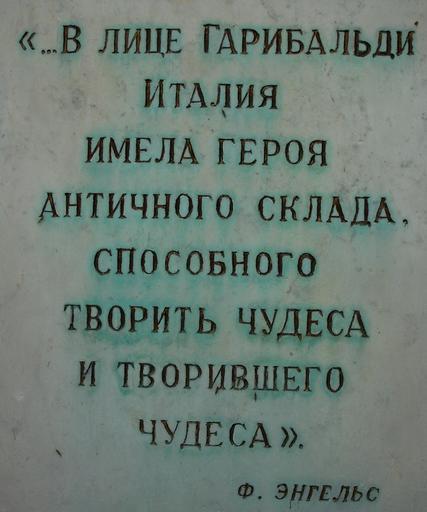 «...В ЛИЦЕ ГАРИБАЛЬДИ
ИТАЛИЯ
ИМЕЛА ГЕРОЯ
АНТИЧНОГО СКЛАДА,
СПОСОБНОГО
ТВОРИТЬ ЧУДЕСА
И ТВОРИВШЕГО
ЧУДЕСА».
Ф. ЭНГЕЛЬС